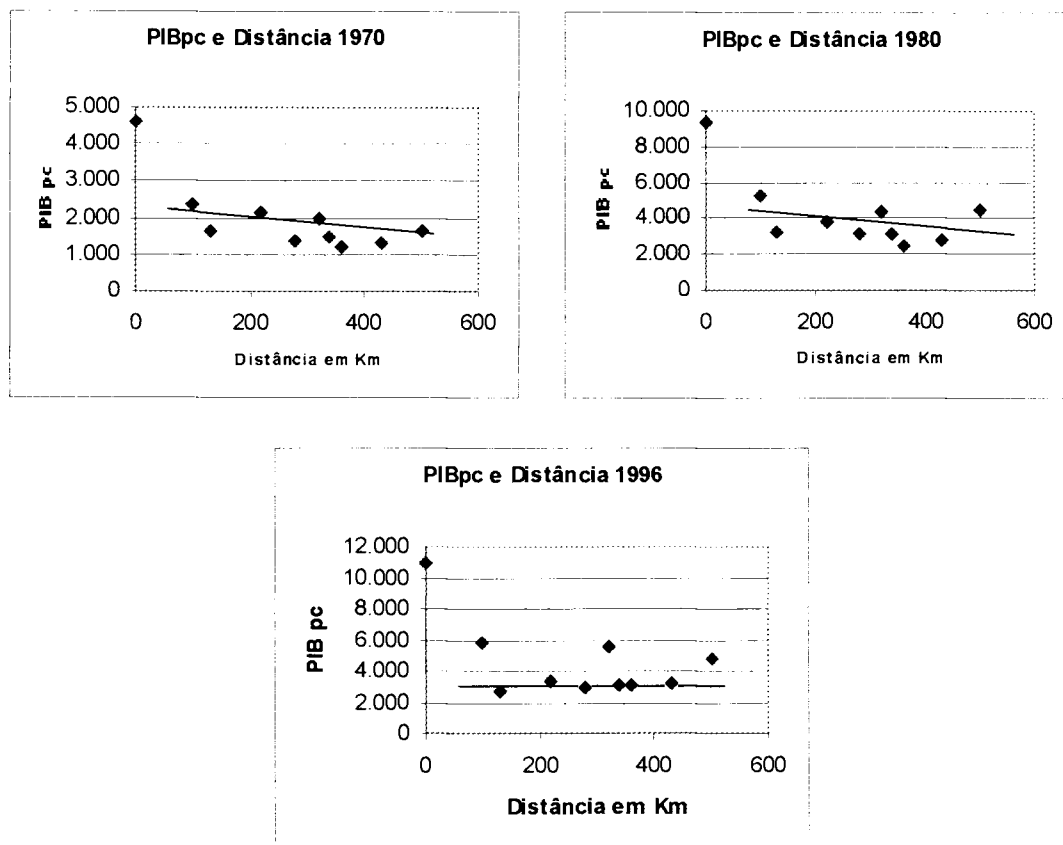 PIBpc e Distância 1970
PIB pc
5.000
4.000
3.000
2.000
1.000
0
0 200 400 600
Distância em Km
PIBpc e Distância 1980
PIB pc
10.000
8.000
6.000
4.000
2.000
0
0 200 400 600
Distância em Km
PIBpc e Distância 1996
PIB pc
12.000
10.000
8.000
6.000
4.000
2.000
0
0 200 400 600
Distância em Km